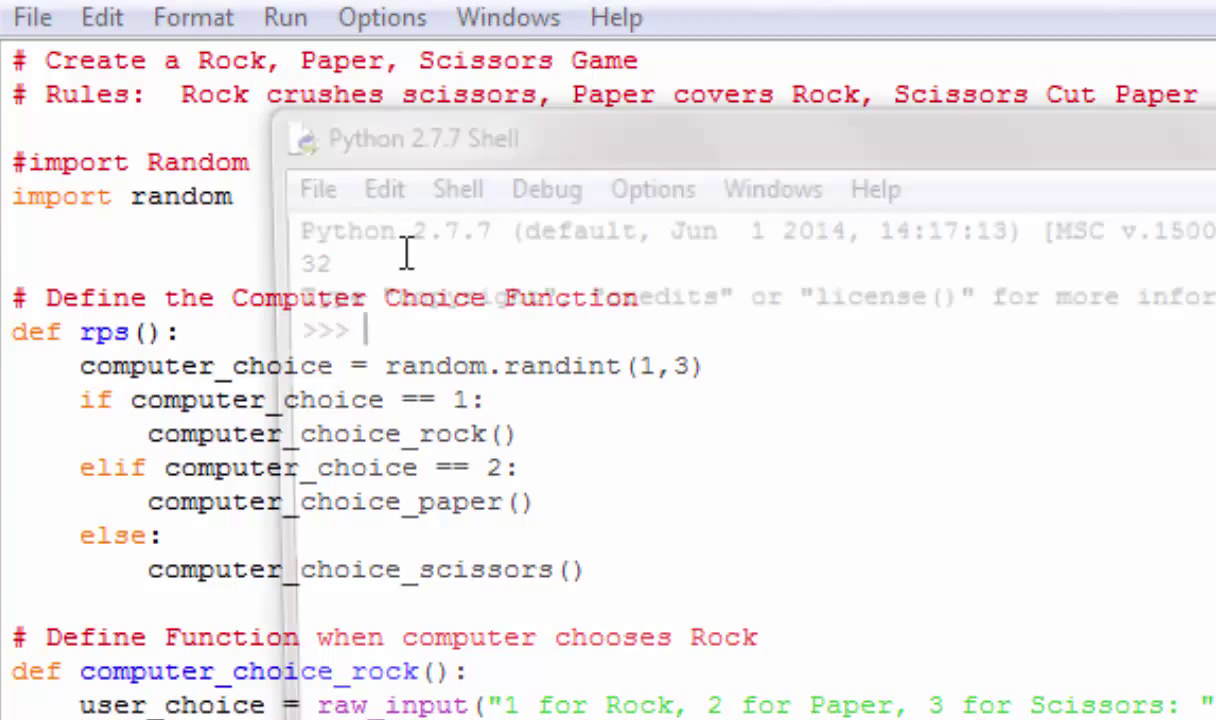 File Edit Format Run Options Windows Help
# Create a Rock, Paper, Scissors Game
# Rules:  Rock crushes scissors, Paper covers Rock, Scissors Cut Paper
Python 2.7.7 Shell
#import Random
File Edit Shell Debug Options Windows Help
import random
Python 2.7.7 (default, Jun  1 2014, 14:17:13) [MSC v.1500
32
# Define the Computer Choice Function
Type "copyright", "credits" or "license()" for more infor
def rps():
>>>
    computer_choice = random.randint(1,3)
    if computer_choice == 1:
        computer_choice_rock()
    elif computer_choice == 2:
        computer_choice_paper()
    else:
        computer_choice_scissors()
# Define Function when computer chooses Rock
def computer_choice_rock():
    user_choice = raw_input("1 for Rock, 2 for Paper, 3 for Scissors: "